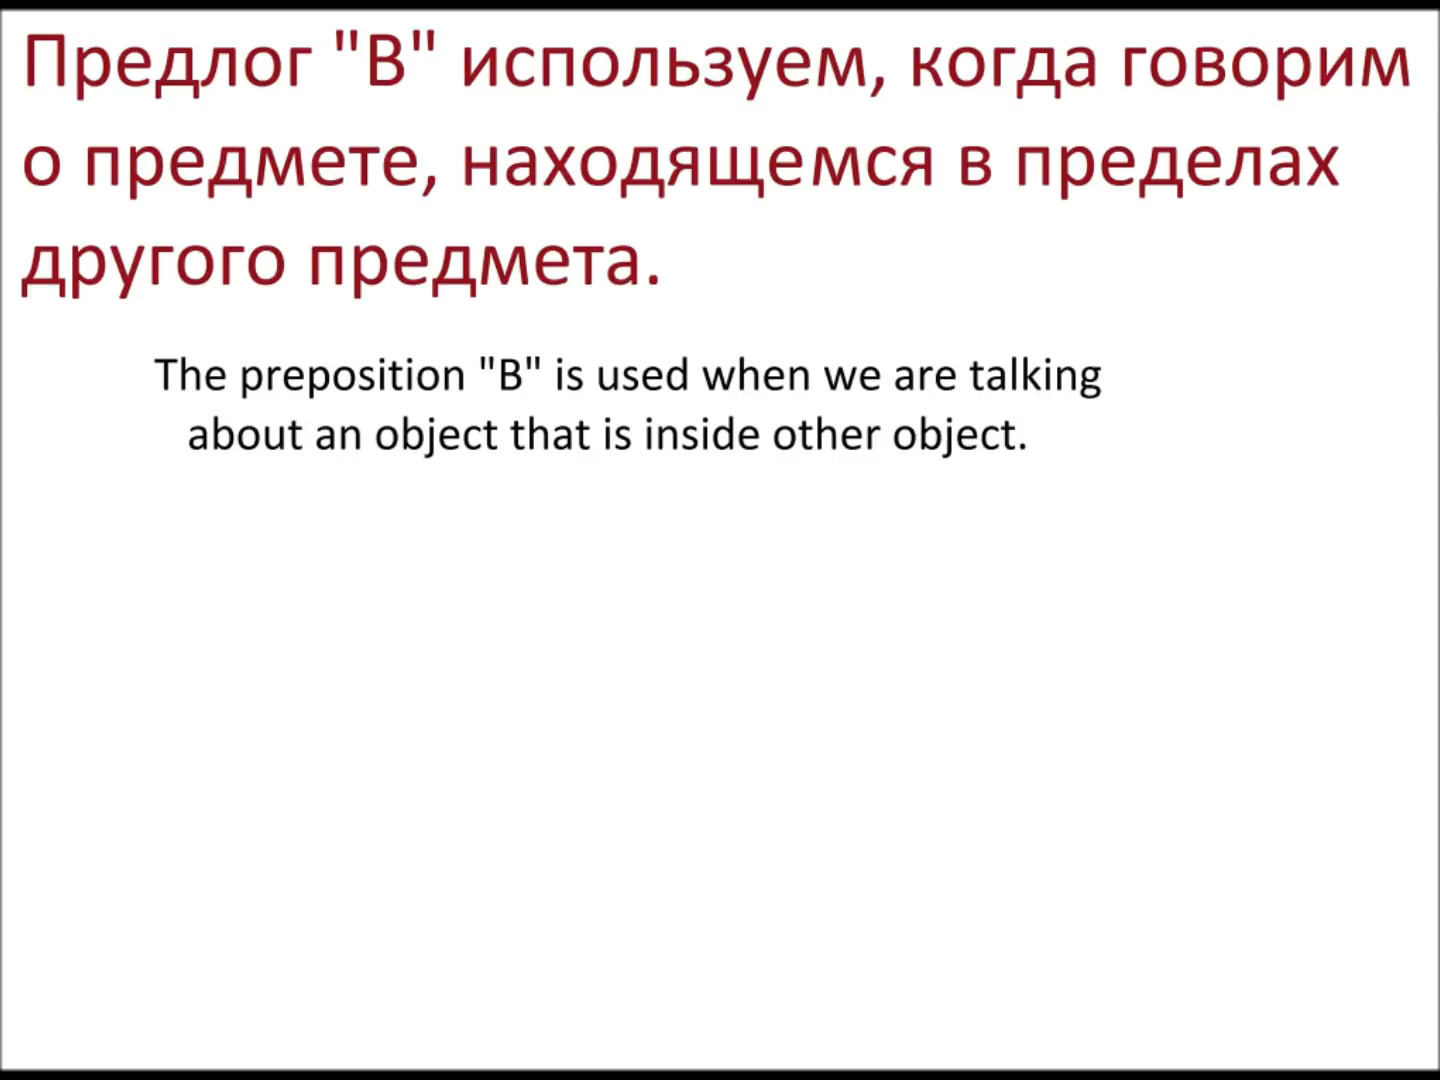 Предлог "В" используем, когда говорим
о предмете, находящемся в пределах
другого предмета.
The preposition "В" is used when we are talking
about an object that is inside other object.